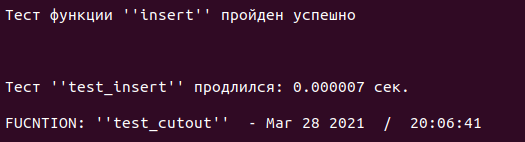 Тест функции ''insert'' пройден успешно
Тест ''test_insert'' продлился: 0.000007 сек.
FUCNTION: ''test_cutout''  - Mar 28 2021  /  20:06:41